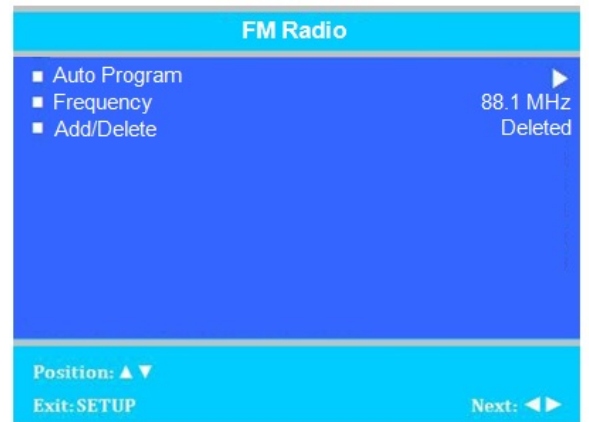 FM Radio
Auto Program ▶
Frequency 88.1 MHz
Add/Delete Deleted
Position: ▲ ▼
Exit: SETUP Next: ◀ ▶